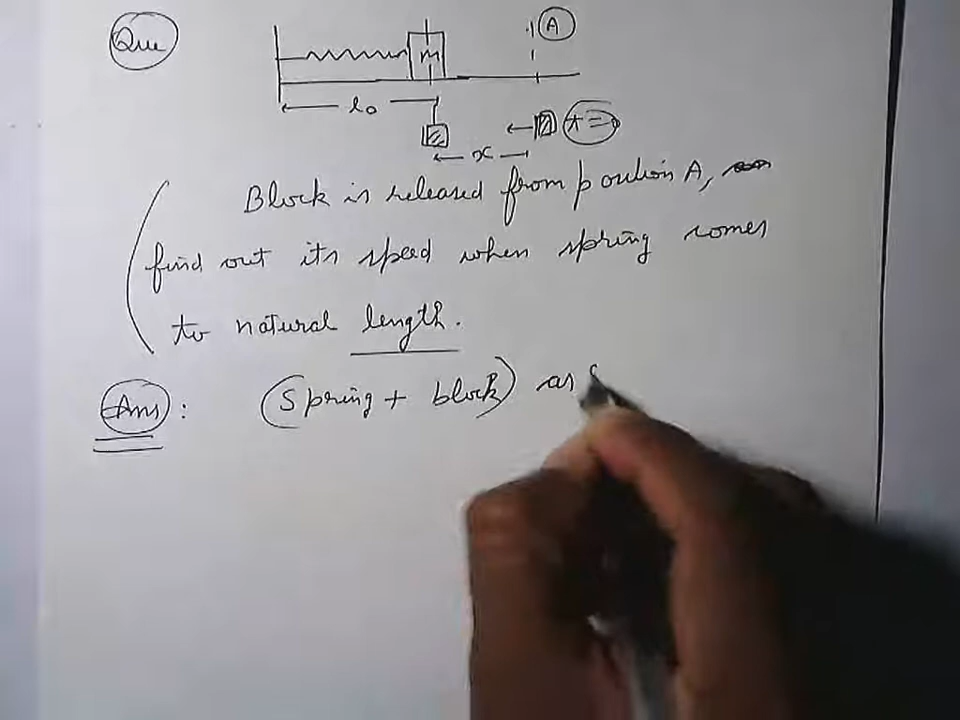 Que
m
A
l₀
x
t=0
Block is released from position A,
find out its speed when spring comes
to natural length.
Ans: (Spring + block) as